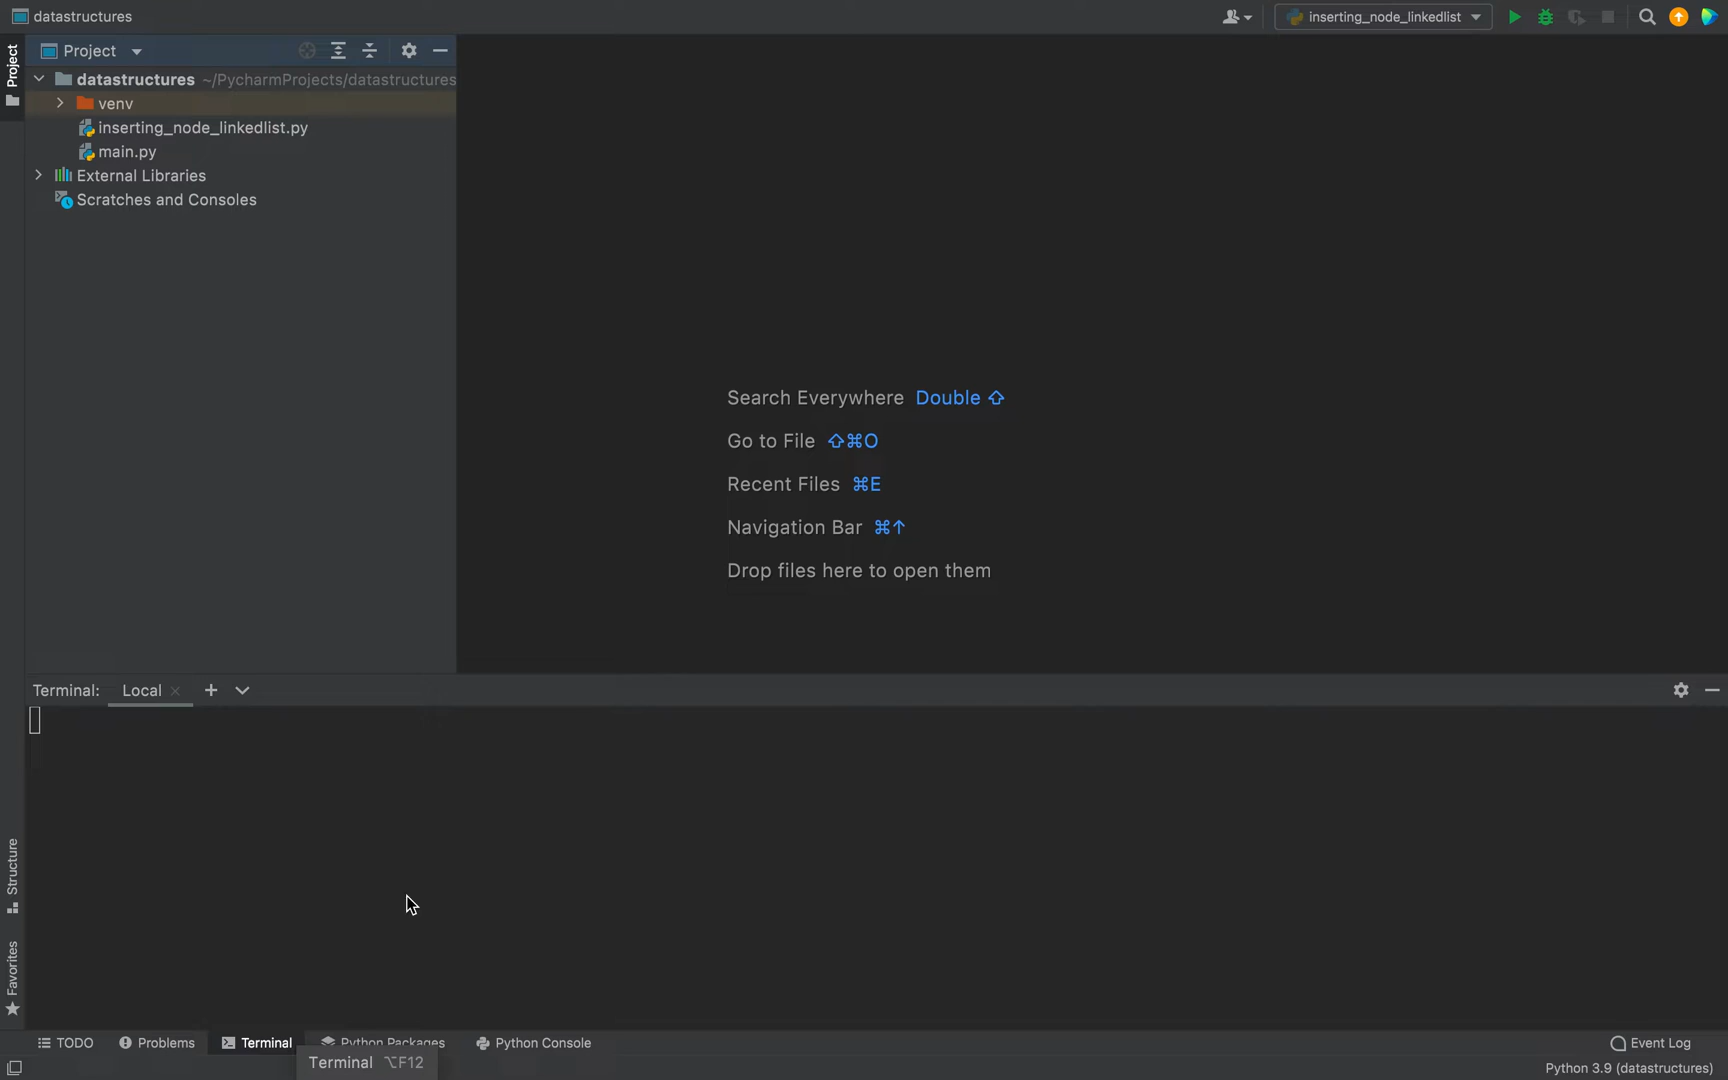 datastructures
inserting_node_linkedlist
Project
Project
datastructures ~/PycharmProjects/datastructures
venv
inserting_node_linkedlist.py
main.py
External Libraries
Scratches and Consoles
Search Everywhere Double ⇧
Go to File ⇧⌘O
Recent Files ⌘E
Navigation Bar ⌘↑
Drop files here to open them
Terminal: Local
Structure
Favorites
TODO Problems Terminal Python Packages Python Console Event Log
Terminal ⌥F12
Python 3.9 (datastructures)